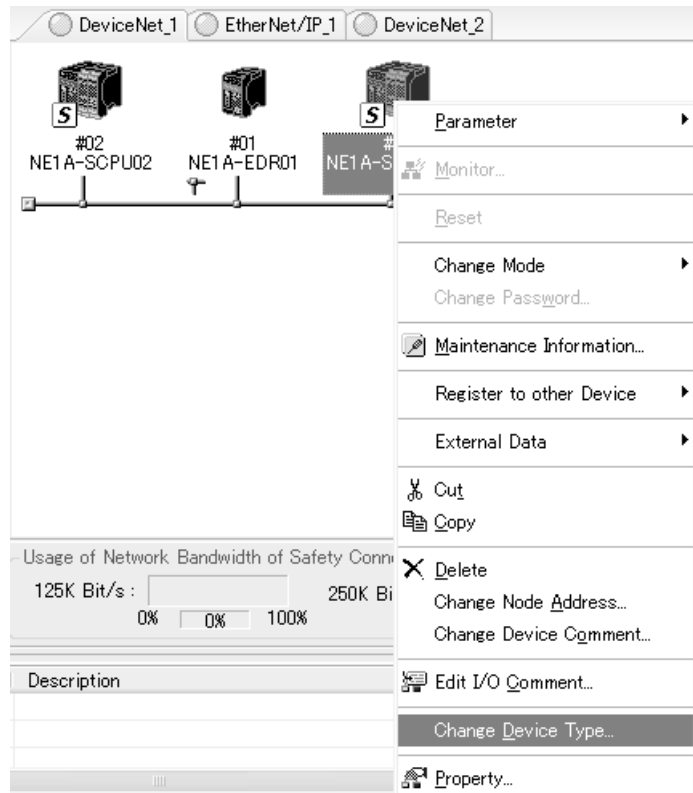 DeviceNet_1 EtherNet/IP_1 DeviceNet_2
S S
#02 #01 #
NE1A-SCPU02 NE1A-EDR01 NE1A-S
Parameter
Monitor...
Reset
Change Mode
Change Password...
Maintenance Information...
Register to other Device
External Data
Cut
Copy
Delete
Change Node Address...
Change Device Comment...
Edit I/O Comment...
Change Device Type...
Property...
Usage of Network Bandwidth of Safety Conn
125K Bit/s : 250K Bi
0% 0% 100%
Description